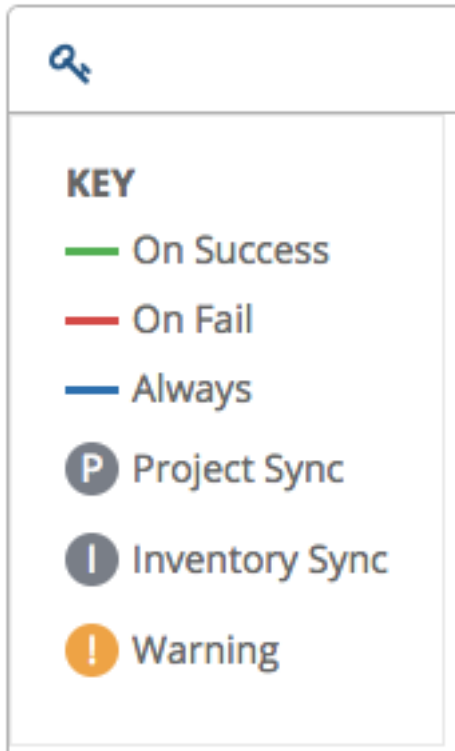 KEY
On Success
On Fail
Always
P Project Sync
I Inventory Sync
! Warning